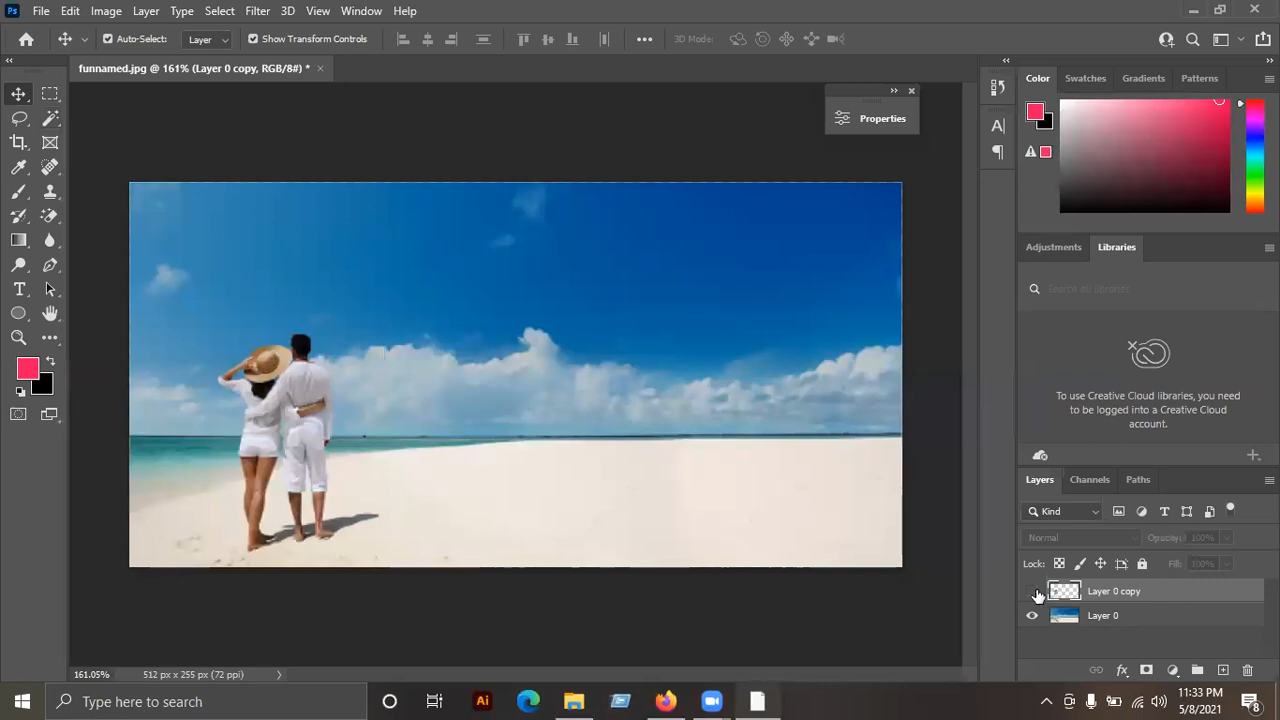 Ps File Edit Image Layer Type Select Filter 3D View Window Help
Auto-Select: Layer Show Transform Controls 3D Mode:
funnamed.jpg @ 161% (Layer 0 copy, RGB/8#) *
Properties
Color Swatches Gradients Patterns
Adjustments Libraries
Search all libraries
To use Creative Cloud libraries, you need
to be logged into a Creative Cloud
account.
Layers Channels Paths
Kind
Normal Opacity: 100%
Lock: Fill: 100%
Layer 0 copy
Layer 0
161.05% 512 px x 255 px (72 ppi)
Type here to search
Ai
11:33 PM
5/8/2021
8